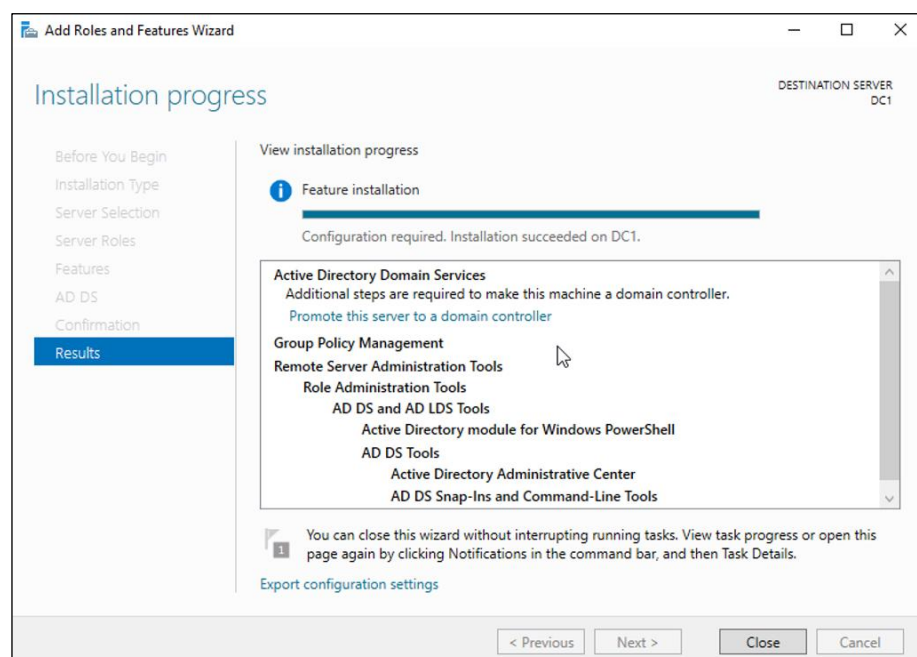 Add Roles and Features Wizard
Installation progress
DESTINATION SERVER
DC1
Before You Begin
Installation Type
Server Selection
Server Roles
Features
AD DS
Confirmation
Results
View installation progress
Feature installation
Configuration required. Installation succeeded on DC1.
Active Directory Domain Services
Additional steps are required to make this machine a domain controller.
Promote this server to a domain controller
Group Policy Management
Remote Server Administration Tools
Role Administration Tools
AD DS and AD LDS Tools
Active Directory module for Windows PowerShell
AD DS Tools
Active Directory Administrative Center
AD DS Snap-Ins and Command-Line Tools
1
You can close this wizard without interrupting running tasks. View task progress or open this
page again by clicking Notifications in the command bar, and then Task Details.
Export configuration settings
< Previous
Next >
Close
Cancel